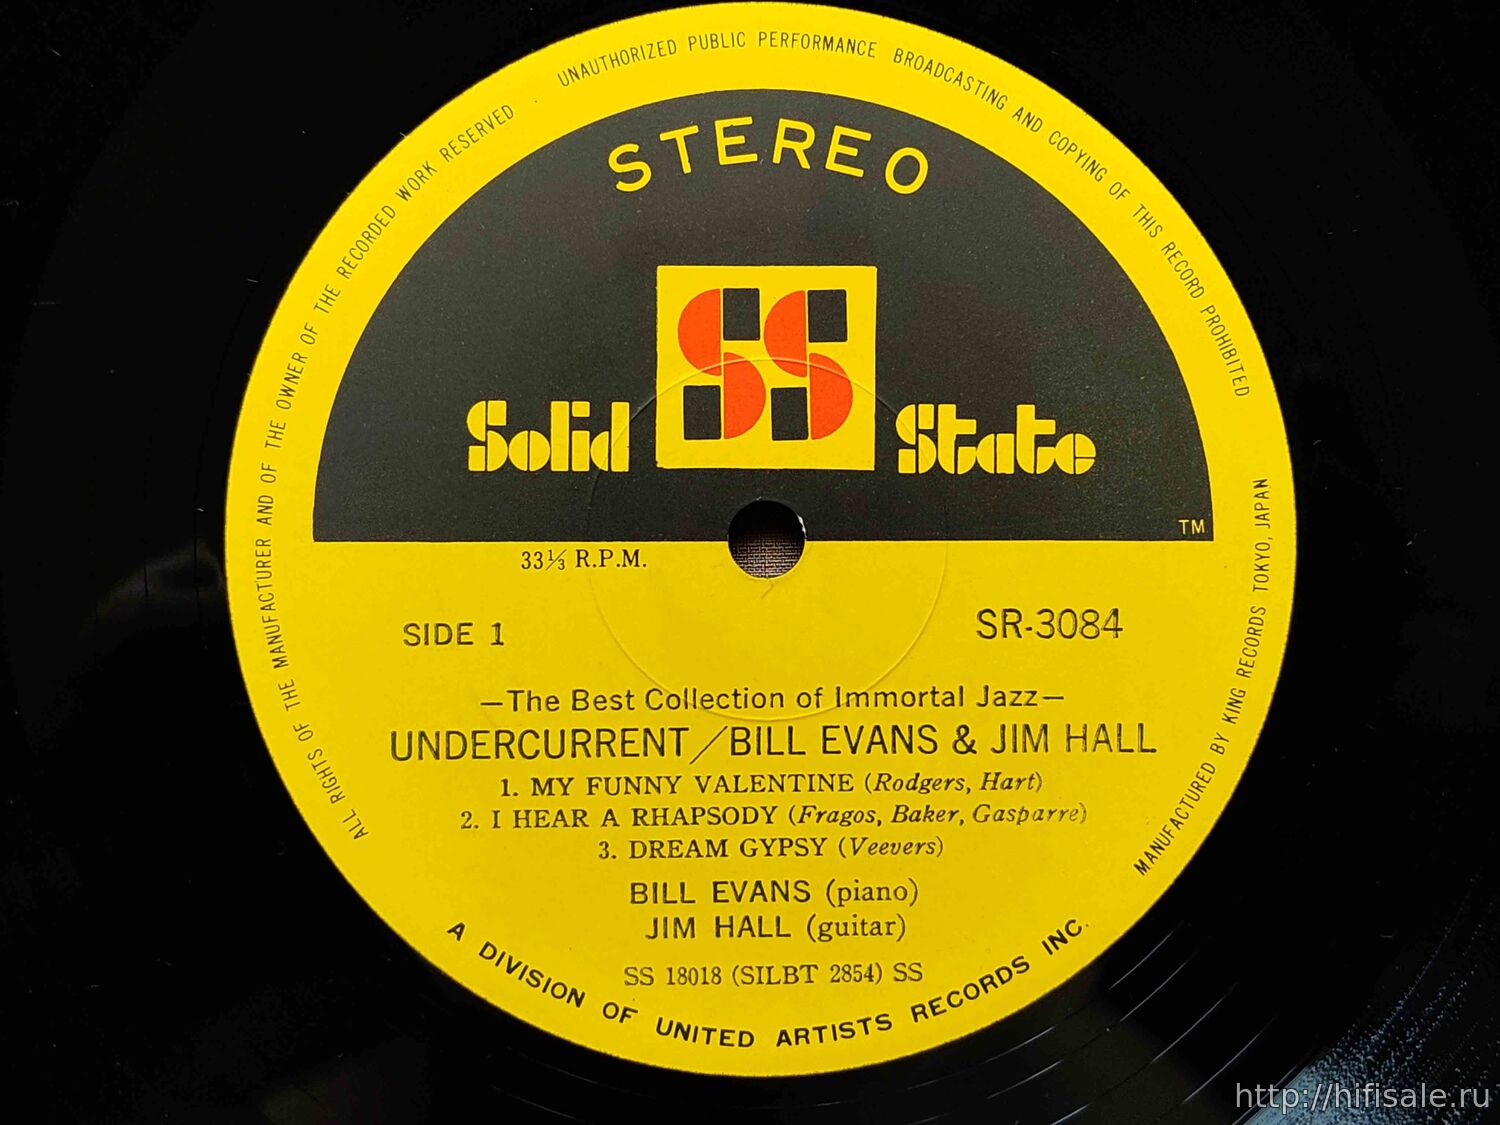 ALL RIGHTS OF THE MANUFACTURER AND OF THE OWNER OF THE RECORDED WORK RESERVED
UNAUTHORIZED PUBLIC PERFORMANCE BROADCASTING AND COPYING OF THIS RECORD PROHIBITED
MANUFACTURED BY KING RECORDS TOKYO, JAPAN
STEREO
SS
Solid State
TM
33⅓ R.P.M.
SIDE 1
SR-3084
—The Best Collection of Immortal Jazz—
UNDERCURRENT/BILL EVANS & JIM HALL
1. MY FUNNY VALENTINE (Rodgers, Hart)
2. I HEAR A RHAPSODY (Fragos, Baker, Gasparre)
3. DREAM GYPSY (Veevers)
BILL EVANS (piano)
JIM HALL (guitar)
SS 18018 (SILBT 2854) SS
A DIVISION OF UNITED ARTISTS RECORDS INC.
http://hifisale.ru